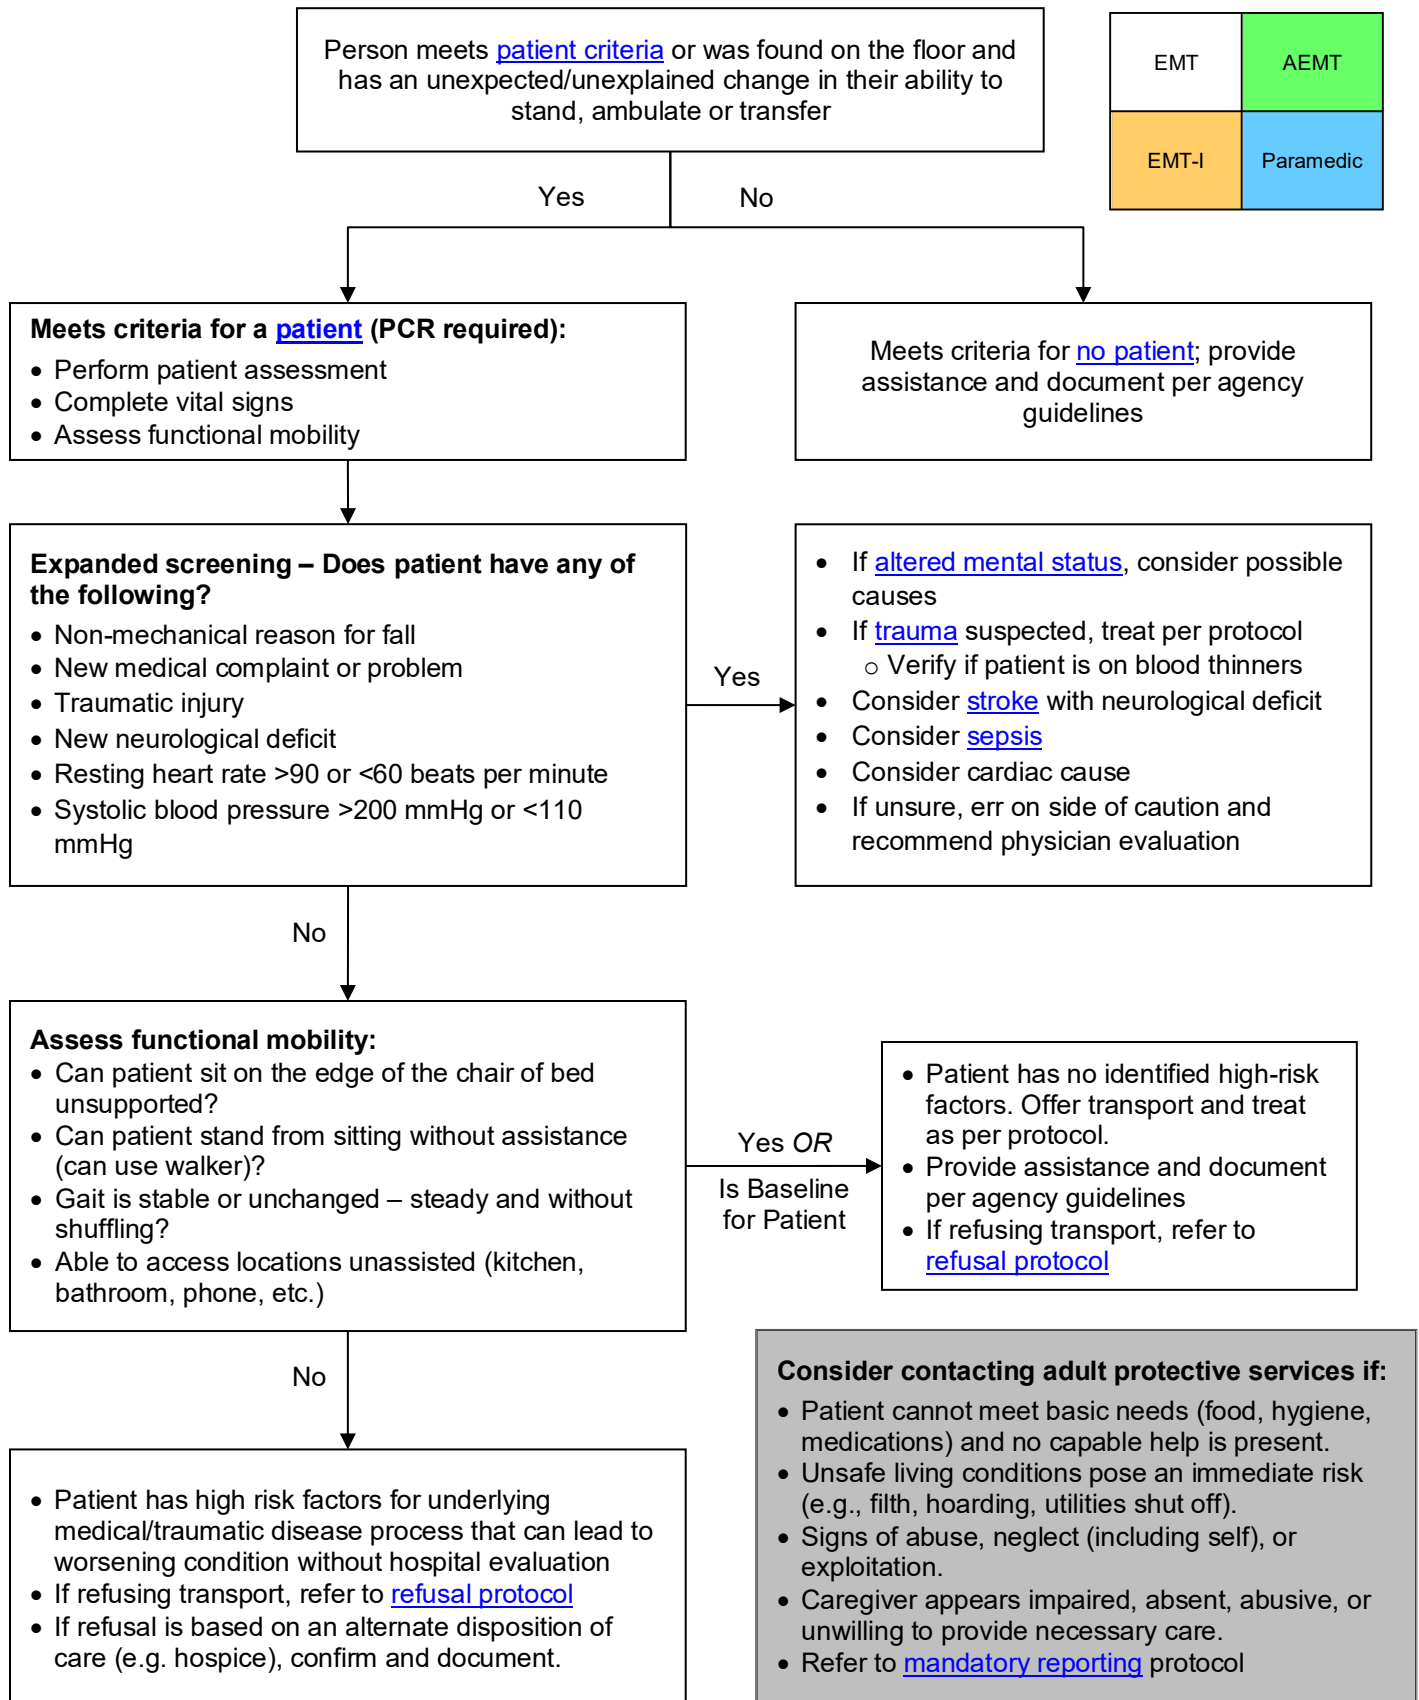 Person meets patient criteria or was found on the floor and
has an unexpected/unexplained change in their ability to
stand, ambulate or transfer
EMT
AEMT
EMT-I
Paramedic
Yes
No
Meets criteria for a patient (PCR required):
• Perform patient assessment
• Complete vital signs
• Assess functional mobility
Meets criteria for no patient; provide
assistance and document per agency
guidelines
Expanded screening – Does patient have any of
the following?
• Non-mechanical reason for fall
• New medical complaint or problem
• Traumatic injury
• New neurological deficit
• Resting heart rate >90 or <60 beats per minute
• Systolic blood pressure >200 mmHg or <110
mmHg
Yes
• If altered mental status, consider possible
causes
• If trauma suspected, treat per protocol
o Verify if patient is on blood thinners
• Consider stroke with neurological deficit
• Consider sepsis
• Consider cardiac cause
• If unsure, err on side of caution and
recommend physician evaluation
No
Assess functional mobility:
• Can patient sit on the edge of the chair of bed
unsupported?
• Can patient stand from sitting without assistance
(can use walker)?
• Gait is stable or unchanged – steady and without
shuffling?
• Able to access locations unassisted (kitchen,
bathroom, phone, etc.)
Yes OR
Is Baseline
for Patient
• Patient has no identified high-risk
factors. Offer transport and treat
as per protocol.
• Provide assistance and document
per agency guidelines
• If refusing transport, refer to
refusal protocol
No
• Patient has high risk factors for underlying
medical/traumatic disease process that can lead to
worsening condition without hospital evaluation
• If refusing transport, refer to refusal protocol
• If refusal is based on an alternate disposition of
care (e.g. hospice), confirm and document.
Consider contacting adult protective services if:
• Patient cannot meet basic needs (food, hygiene,
medications) and no capable help is present.
• Unsafe living conditions pose an immediate risk
(e.g., filth, hoarding, utilities shut off).
• Signs of abuse, neglect (including self), or
exploitation.
• Caregiver appears impaired, absent, abusive, or
unwilling to provide necessary care.
• Refer to mandatory reporting protocol